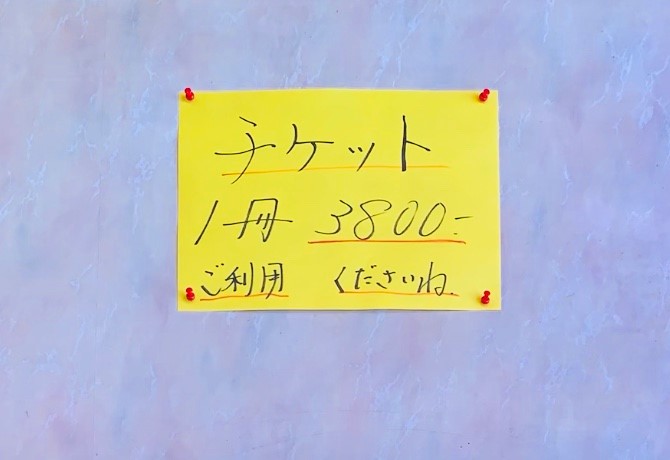 チケット
1冊 3800-
ご利用 くださいね.